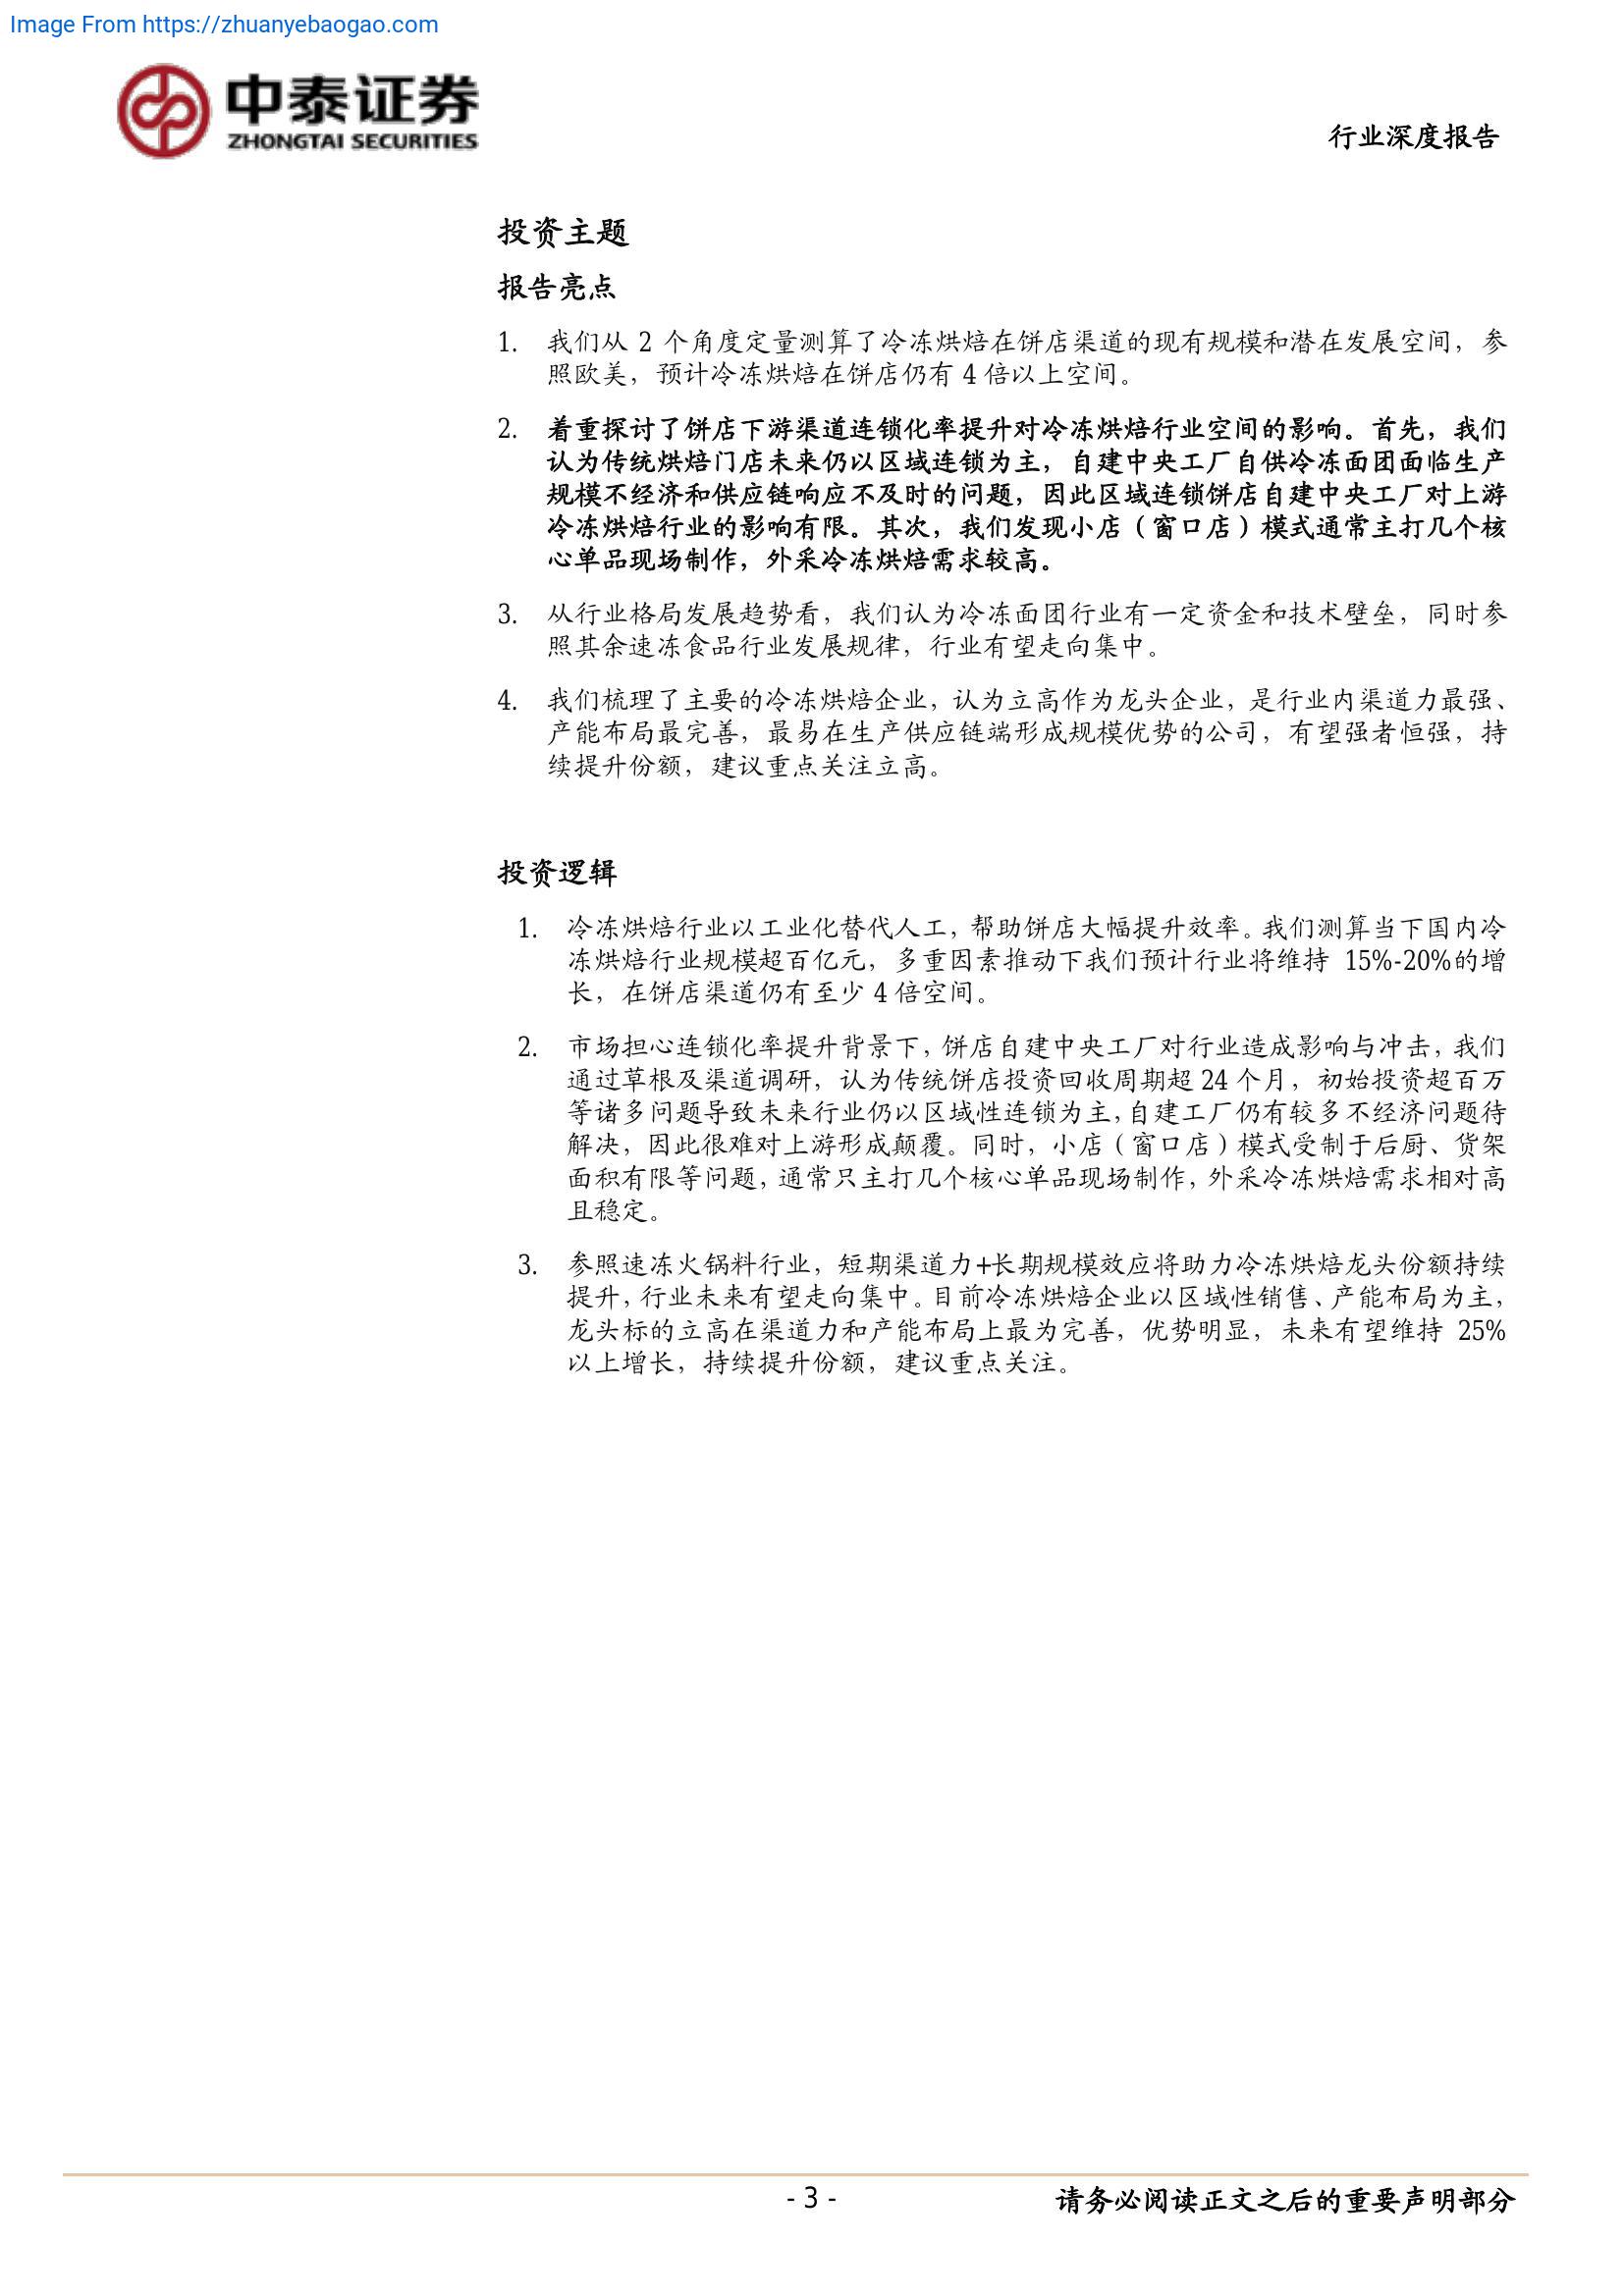 Image From https://zhuanyebaogao.com
中泰证券
ZHONGTAI SECURITIES
行业深度报告
投资主题
报告亮点
1. 我们从 2 个角度定量测算了冷冻烘焙在饼店渠道的现有规模和潜在发展空间，参
照欧美，预计冷冻烘焙在饼店仍有 4 倍以上空间。
2. 着重探讨了饼店下游渠道连锁化率提升对冷冻烘焙行业空间的影响。首先，我们
认为传统烘焙门店未来仍以区域连锁为主，自建中央工厂自供冷冻面团面临生产
规模不经济和供应链响应不及时的问题，因此区域连锁饼店自建中央工厂对上游
冷冻烘焙行业的影响有限。其次，我们发现小店（窗口店）模式通常主打几个核
心单品现场制作，外采冷冻烘焙需求较高。
3. 从行业格局发展趋势看，我们认为冷冻面团行业有一定资金和技术壁垒，同时参
照其余速冻食品行业发展规律，行业有望走向集中。
4. 我们梳理了主要的冷冻烘焙企业，认为立高作为龙头企业，是行业内渠道力最强、
产能布局最完善，最易在生产供应链端形成规模优势的公司，有望强者恒强，持
续提升份额，建议重点关注立高。
投资逻辑
1. 冷冻烘焙行业以工业化替代人工，帮助饼店大幅提升效率。我们测算当下国内冷
冻烘焙行业规模超百亿元，多重因素推动下我们预计行业将维持 15%-20%的增
长，在饼店渠道仍有至少 4 倍空间。
2. 市场担心连锁化率提升背景下，饼店自建中央工厂对行业造成影响与冲击，我们
通过草根及渠道调研，认为传统饼店投资回收周期超 24 个月，初始投资超百万
等诸多问题导致未来行业仍以区域性连锁为主，自建工厂仍有较多不经济问题待
解决，因此很难对上游形成颠覆。同时，小店（窗口店）模式受制于后厨、货架
面积有限等问题，通常只主打几个核心单品现场制作，外采冷冻烘焙需求相对高
且稳定。
3. 参照速冻火锅料行业，短期渠道力+长期规模效应将助力冷冻烘焙龙头份额持续
提升，行业未来有望走向集中。目前冷冻烘焙企业以区域性销售、产能布局为主，
龙头标的立高在渠道力和产能布局上最为完善，优势明显，未来有望维持 25%
以上增长，持续提升份额，建议重点关注。
- 3 -
请务必阅读正文之后的重要声明部分